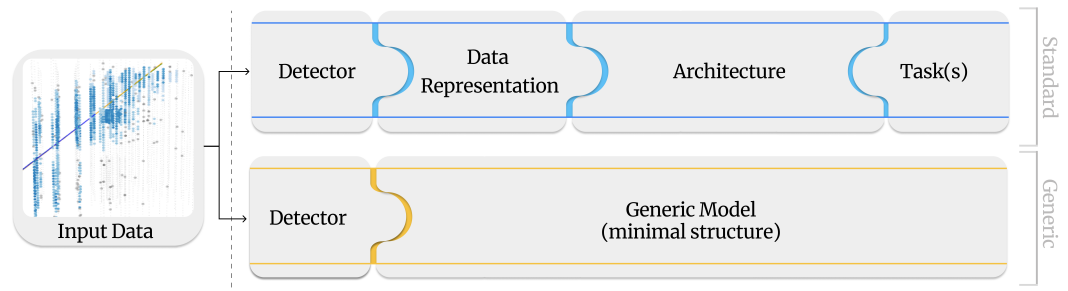 Input Data
Detector
Data
Representation
Architecture
Task(s)
Standard
Detector
Generic Model
(minimal structure)
Generic